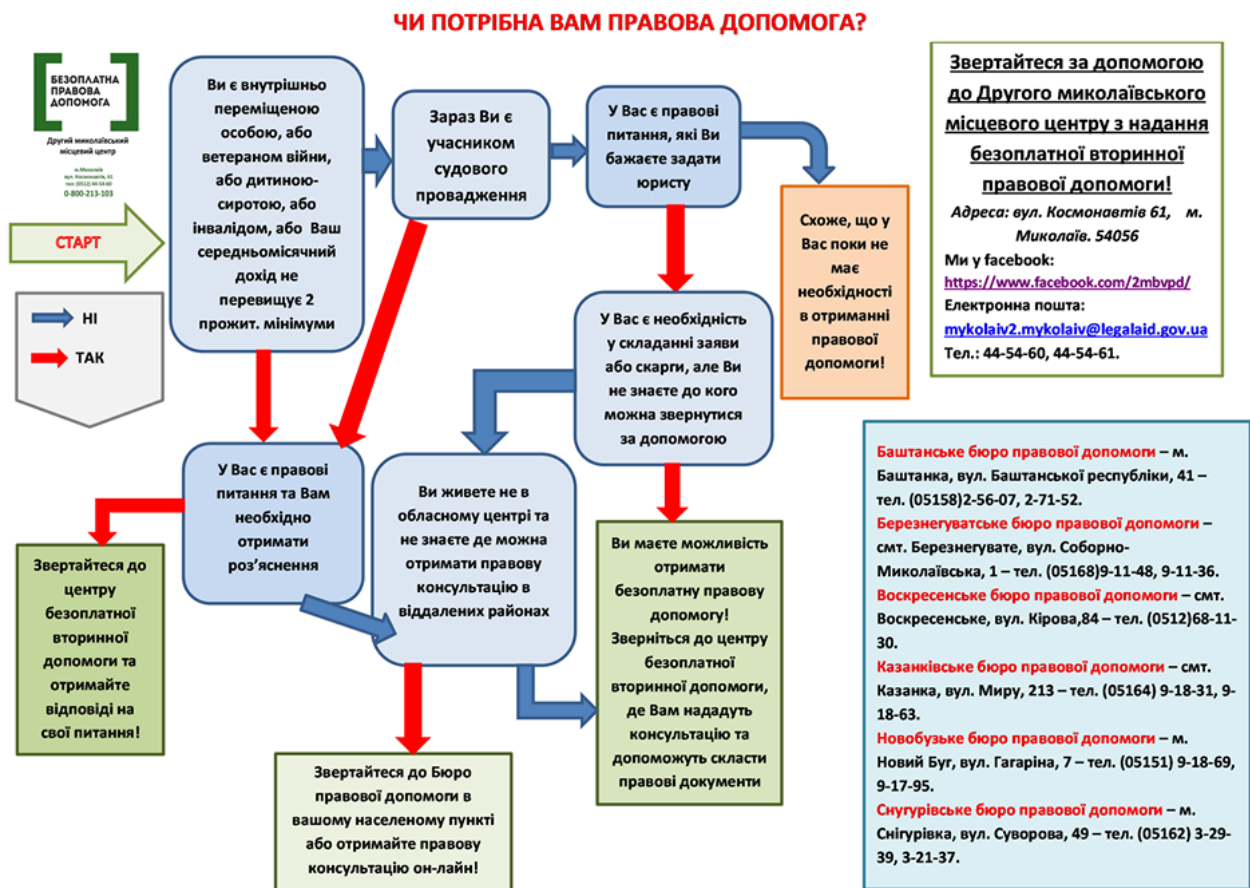 ЧИ ПОТРІБНА ВАМ ПРАВОВА ДОПОМОГА?
БЕЗОПЛАТНА
ПРАВОВА
ДОПОМОГА
Другий миколаївський
місцевий центр
м.Миколаїв
вул. Космонавтів, 61
тел: (0512) 44-54-60
0-800-213-103
СТАРТ
НІ
ТАК
Ви є внутрішньо
переміщеною
особою, або
ветераном війни,
або дитиною-
сиротою, або
інвалідом, або Ваш
середньомісячний
дохід не
перевищує 2
прожит. мінімуми
Зараз Ви є
учасником
судового
провадження
У Вас є правові
питання, які Ви
бажаєте задати
юристу
Схоже, що у
Вас поки не
має
необхідності
в отриманні
правової
допомоги!
У Вас є необхідність
у складанні заяви
або скарги, але Ви
не знаєте до кого
можна звернутися
за допомогою
У Вас є правові
питання та Вам
необхідно
отримати
роз’яснення
Ви живете не в
обласному центрі та
не знаєте де можна
отримати правову
консультацію в
віддалених районах
Звертайтеся до
центру
безоплатної
вторинної
допомоги та
отримайте
відповіді на
свої питання!
Ви маєте можливість
отримати
безоплатну правову
допомогу!
Зверніться до центру
безоплатної
вторинної допомоги,
де Вам нададуть
консультацію та
допоможуть скласти
правові документи
Звертайтеся до Бюро
правової допомоги в
вашому населеному пункті
або отримайте правову
консультацію он-лайн!
Звертайтеся за допомогою
до Другого миколаївського
місцевого центру з надання
безоплатної вторинної
правової допомоги!
Адреса: вул. Космонавтів 61, м.
Миколаїв. 54056
Ми у facebook:
https://www.facebook.com/2mbvpd/
Електронна пошта:
mykolaiv2.mykolaiv@legalaid.gov.ua
Тел.: 44-54-60, 44-54-61.
Баштанське бюро правової допомоги – м.
Баштанка, вул. Баштанської республіки, 41 –
тел. (05158)2-56-07, 2-71-52.
Березнегуватське бюро правової допомоги –
смт. Березнегувате, вул. Соборно-
Миколаївська, 1 – тел. (05168)9-11-48, 9-11-36.
Воскресенське бюро правової допомоги – смт.
Воскресенське, вул. Кірова,84 – тел. (0512)68-11-
30.
Казанківське бюро правової допомоги – смт.
Казанка, вул. Миру, 213 – тел. (05164) 9-18-31, 9-
18-63.
Новобузьке бюро правової допомоги – м.
Новий Буг, вул. Гагаріна, 7 – тел. (05151) 9-18-69,
9-17-95.
Снугурівське бюро правової допомоги – м.
Снігурівка, вул. Суворова, 49 – тел. (05162) 3-29-
39, 3-21-37.